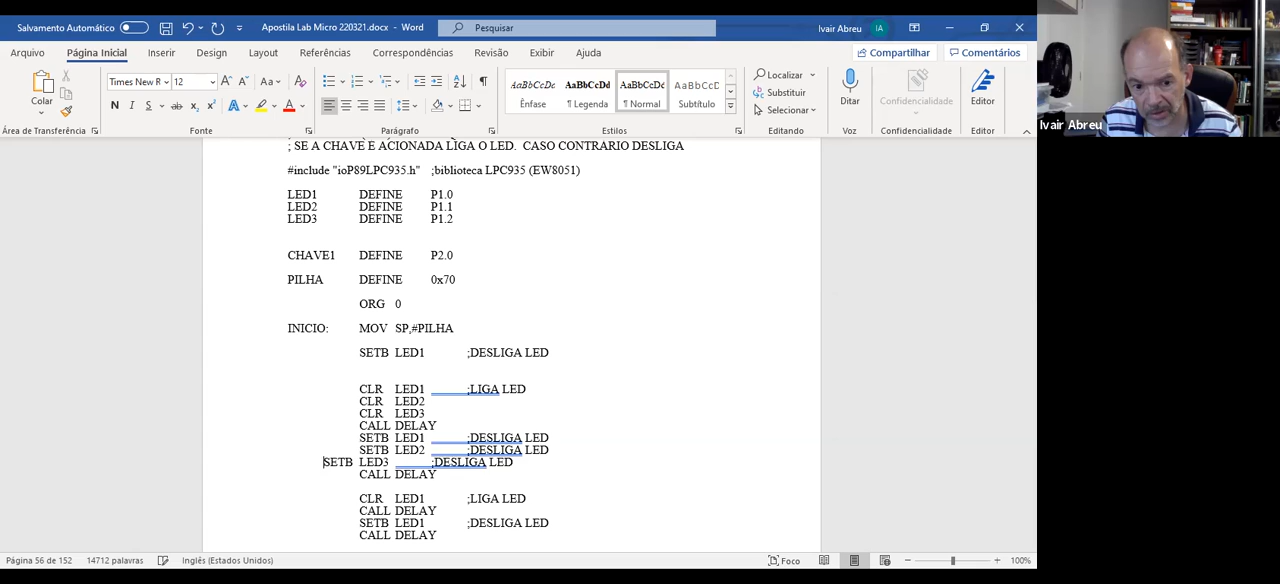 Salvamento Automático
Apostila Lab Micro 220321.docx - Word
Pesquisar
Ivair Abreu
IA
Arquivo
Página Inicial
Inserir
Design
Layout
Referências
Correspondências
Revisão
Exibir
Ajuda
Compartilhar
Comentários
Colar
Times New R
12
Aa
N I S ab x₂ x²
AaBbCcDc
AaBbCcDd
AaBbCcDc
AaBbCcD
Ênfase
¶ Legenda
¶ Normal
Subtítulo
Localizar
Substituir
Selecionar
Ditar
Confidencialidade
Editor
Área de Transferência
Fonte
Parágrafo
Estilos
Editando
Voz
Confidencialidade
Editor
Ivair Abreu
; SE A CHAVE E ACIONADA LIGA O LED. CASO CONTRARIO DESLIGA
#include "ioP89LPC935.h" ;biblioteca LPC935 (EW8051)
LED1 DEFINE P1.0
LED2 DEFINE P1.1
LED3 DEFINE P1.2
CHAVE1 DEFINE P2.0
PILHA DEFINE 0x70
ORG 0
INICIO: MOV SP,#PILHA
SETB LED1 ;DESLIGA LED
CLR LED1 ;LIGA LED
CLR LED2
CLR LED3
CALL DELAY
SETB LED1 ;DESLIGA LED
SETB LED2 ;DESLIGA LED
SETB LED3 ;DESLIGA LED
CALL DELAY
CLR LED1 ;LIGA LED
CALL DELAY
SETB LED1 ;DESLIGA LED
CALL DELAY
Página 56 de 152
14712 palavras
Inglês (Estados Unidos)
Foco
100%